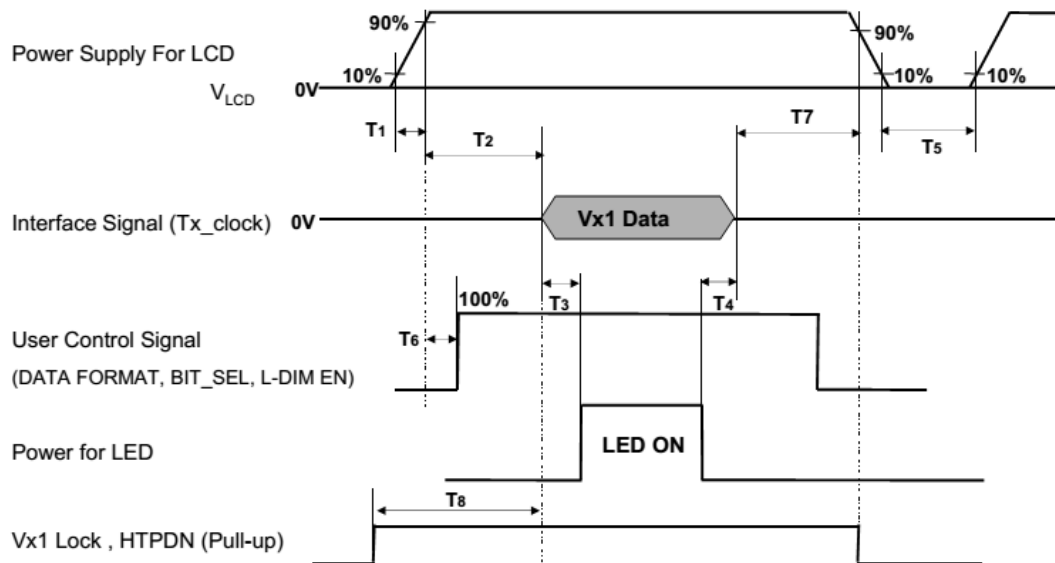 90%
90%
Power Supply For LCD
10%
10%
10%
VLCD
0V
T1
T2
T7
T5
Interface Signal (Tx_clock)
0V
Vx1 Data
100%
T3
T4
T6
User Control Signal
(DATA FORMAT, BIT_SEL, L-DIM EN)
Power for LED
LED ON
T8
Vx1 Lock , HTPDN (Pull-up)